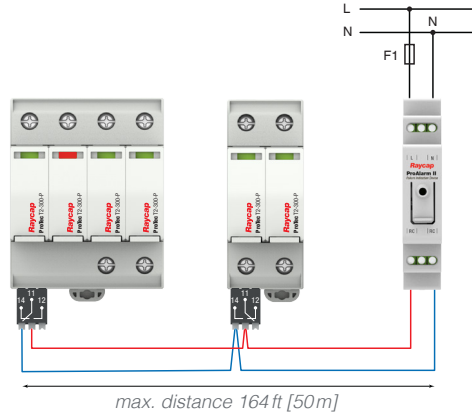 L
N
N
F1
L N
Raycap
ProAlarm II
RC RC
Raycap
ProTec T2-300-P
Raycap
ProTec T2-300-P
Raycap
ProTec T2-300-P
Raycap
ProTec T2-300-P
Raycap
ProTec T2-300-P
Raycap
ProTec T2-300-P
14 11 12
14 11 12
max. distance 164 ft [50 m]